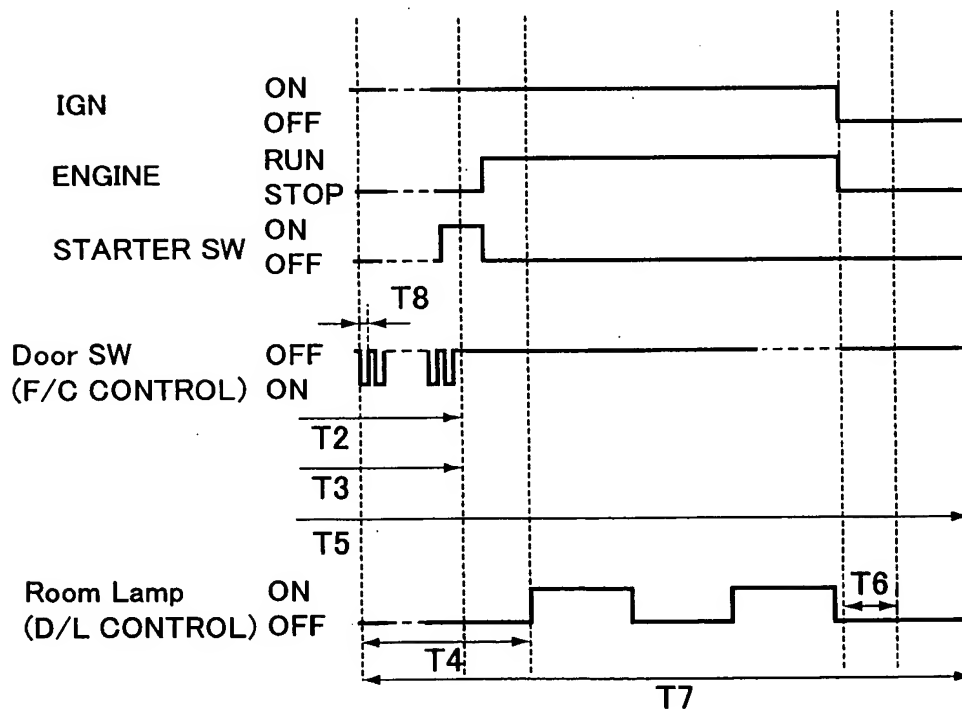 IGN ON
OFF
ENGINE RUN
STOP
STARTER SW ON
OFF
T8
Door SW OFF
(F/C CONTROL) ON
T2
T3
T5
Room Lamp ON
(D/L CONTROL) OFF
T6
T4
T7